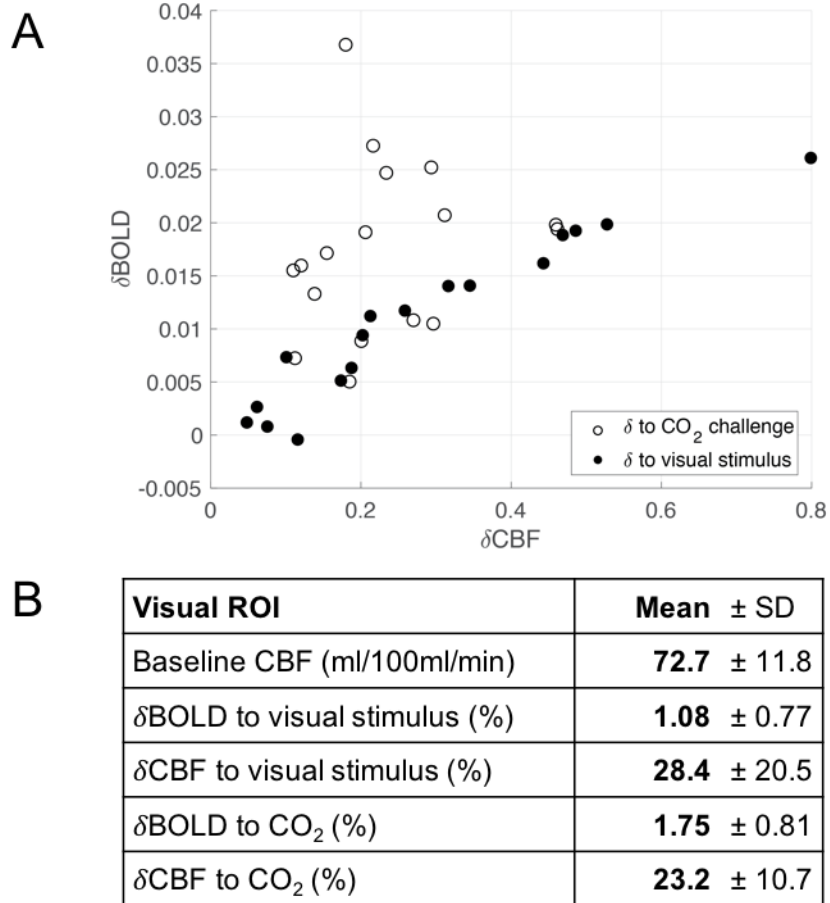 A
0.04
0.035
0.03
0.025
0.02
0.015
0.01
0.005
0
-0.005
δBOLD
0 0.2 0.4 0.6 0.8
δCBF
δ to CO₂ challenge
δ to visual stimulus
B
Visual ROI Mean ± SD
Baseline CBF (ml/100ml/min) 72.7 ± 11.8
δBOLD to visual stimulus (%) 1.08 ± 0.77
δCBF to visual stimulus (%) 28.4 ± 20.5
δBOLD to CO₂ (%) 1.75 ± 0.81
δCBF to CO₂ (%) 23.2 ± 10.7